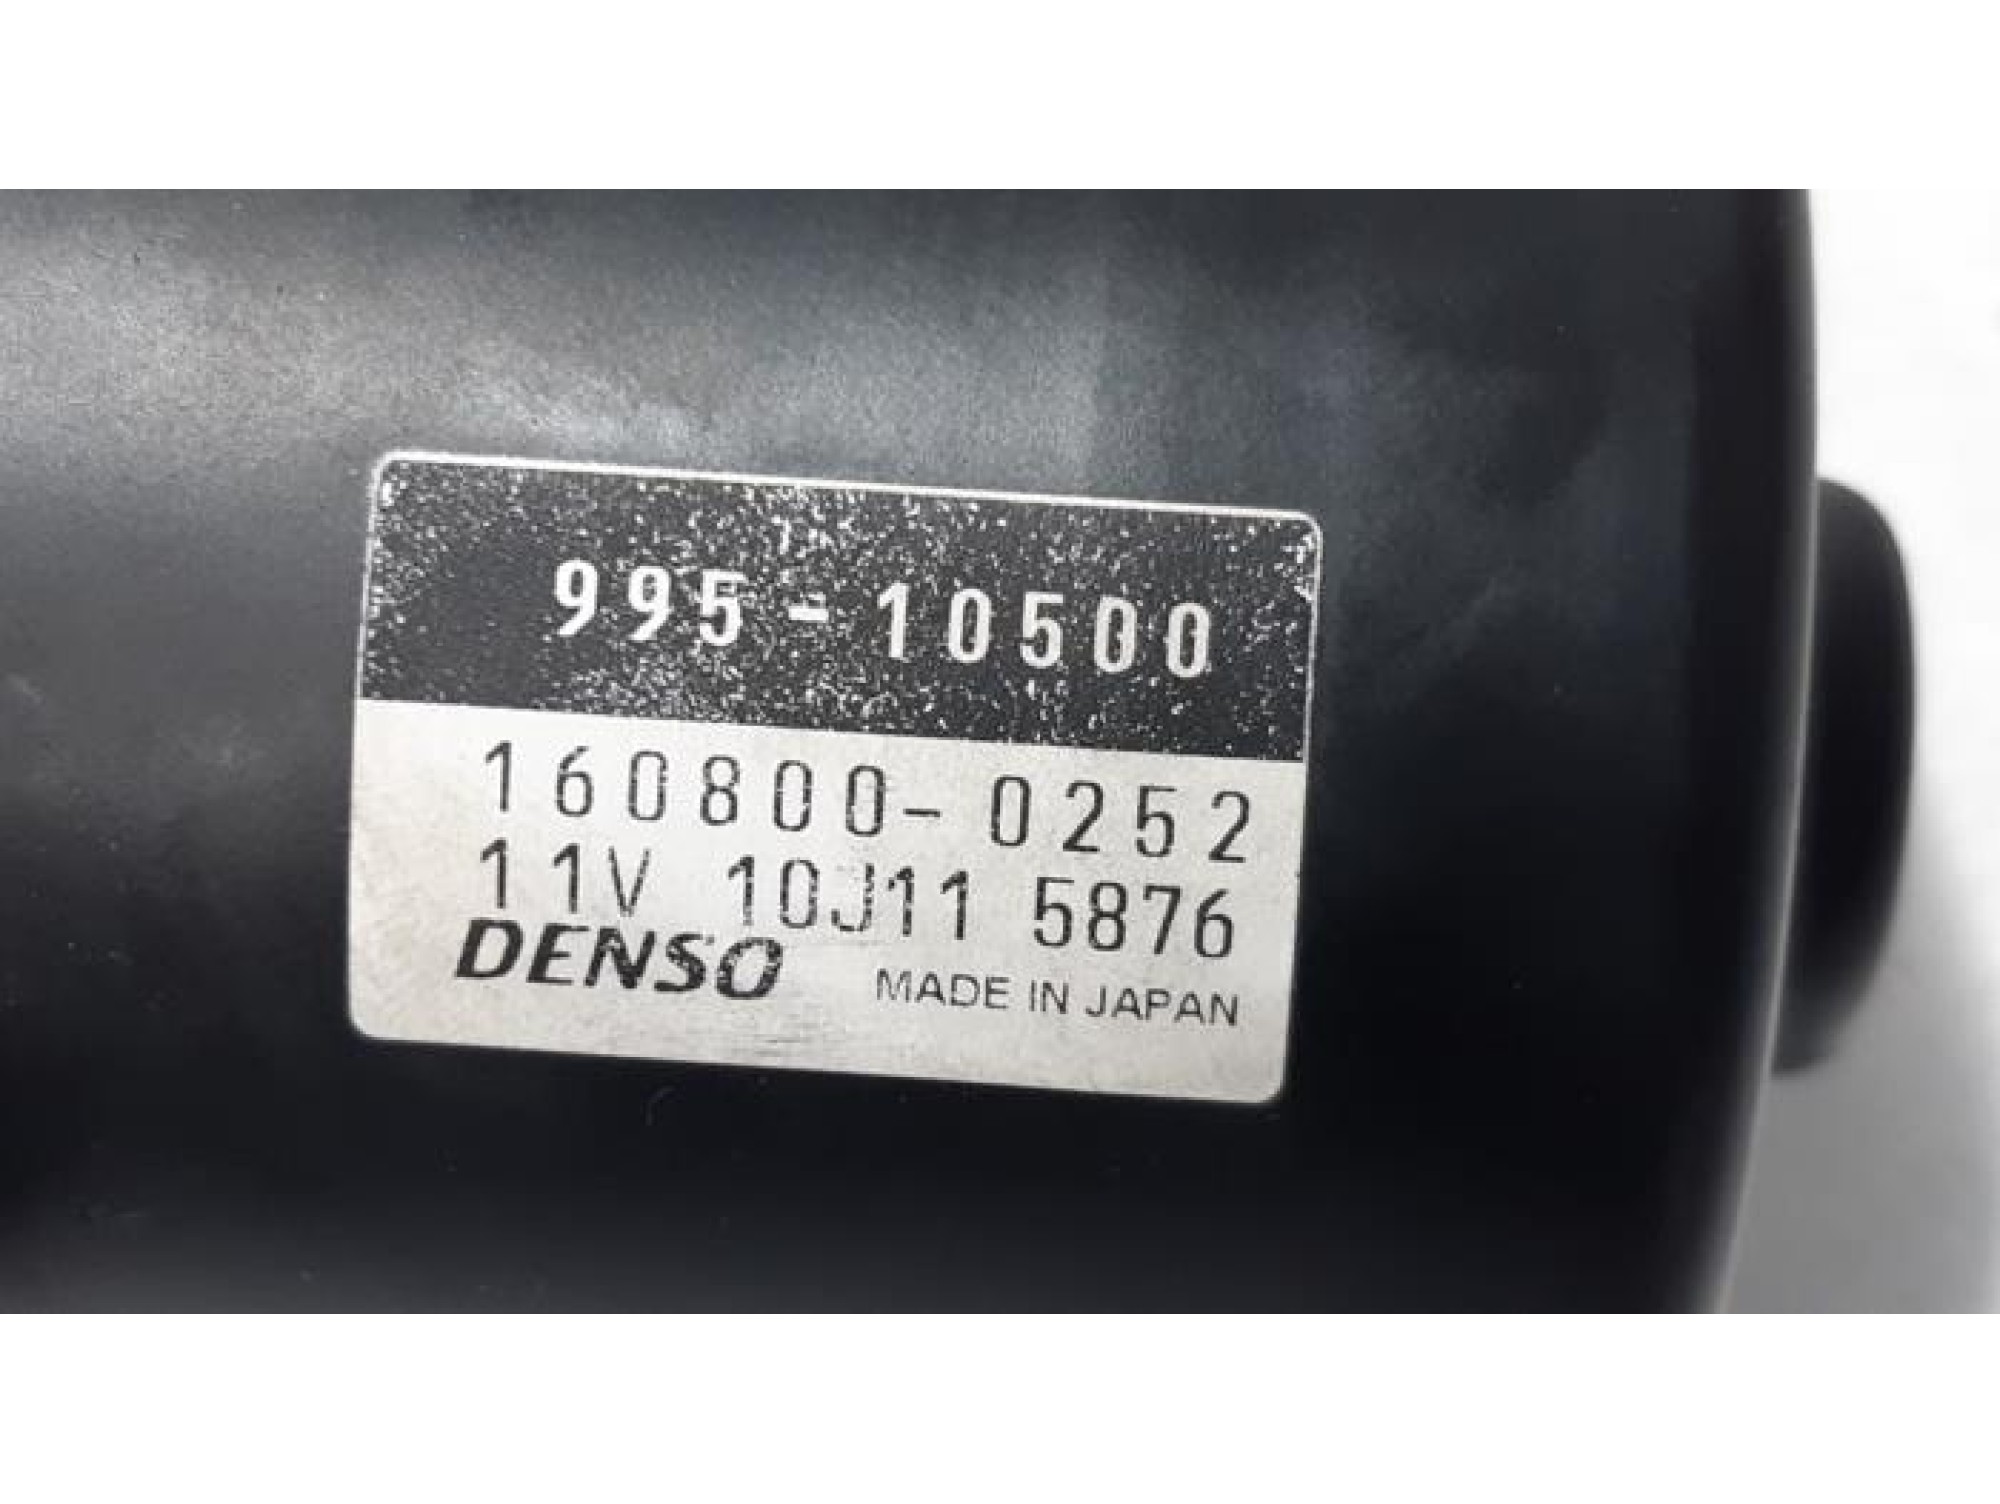 995-10500
160800-0252
11V 10J11 5876
DENSO MADE IN JAPAN